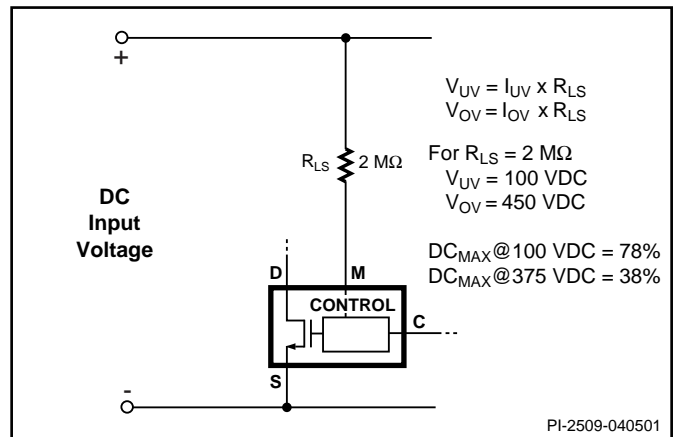 +
V_UV = I_UV x R_LS
V_OV = I_OV x R_LS
R_LS 2 MΩ
For R_LS = 2 MΩ
V_UV = 100 VDC
V_OV = 450 VDC
DC
Input
Voltage
DC_MAX@100 VDC = 78%
DC_MAX@375 VDC = 38%
D M
CONTROL
C
S
-
PI-2509-040501